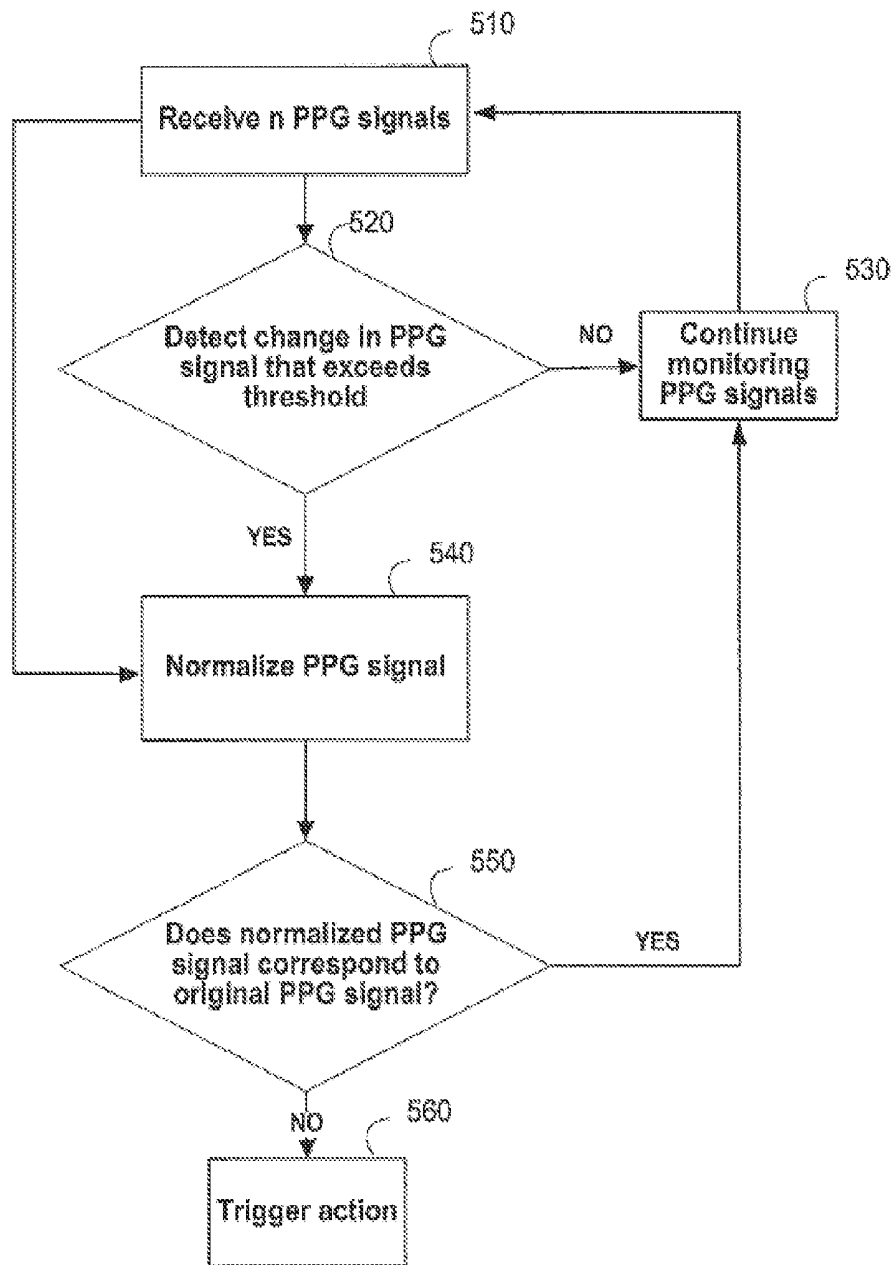 510
Receive n PPG signals
520
Detect change in PPG
signal that exceeds
threshold
NO
530
Continue
monitoring
PPG signals
YES
540
Normalize PPG signal
550
Does normalized PPG
signal correspond to
original PPG signal?
YES
NO
560
Trigger action